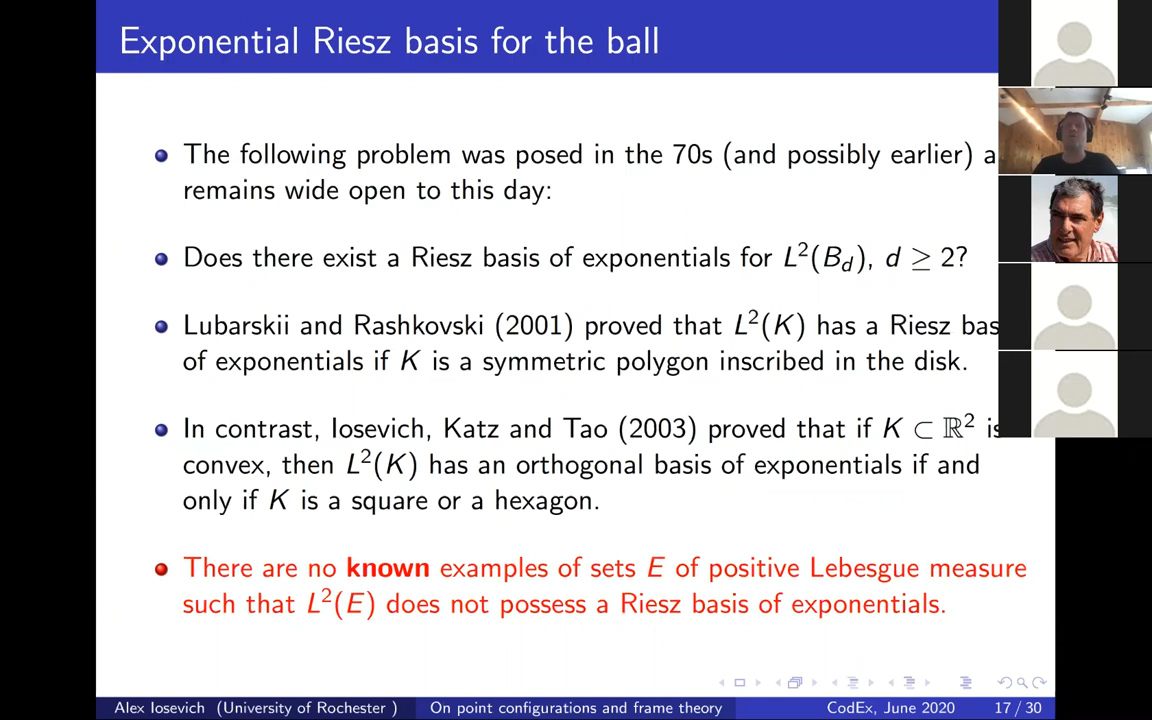 Exponential Riesz basis for the ball
The following problem was posed in the 70s (and possibly earlier) a
remains wide open to this day:
Does there exist a Riesz basis of exponentials for L²(B_d), d ≥ 2?
Lubarskii and Rashkovski (2001) proved that L²(K) has a Riesz bas
of exponentials if K is a symmetric polygon inscribed in the disk.
In contrast, Iosevich, Katz and Tao (2003) proved that if K ⊂ ℝ² is
convex, then L²(K) has an orthogonal basis of exponentials if and
only if K is a square or a hexagon.
There are no known examples of sets E of positive Lebesgue measure
such that L²(E) does not possess a Riesz basis of exponentials.
Alex Iosevich (University of Rochester ) On point configurations and frame theory CodEx, June 2020 17 / 30